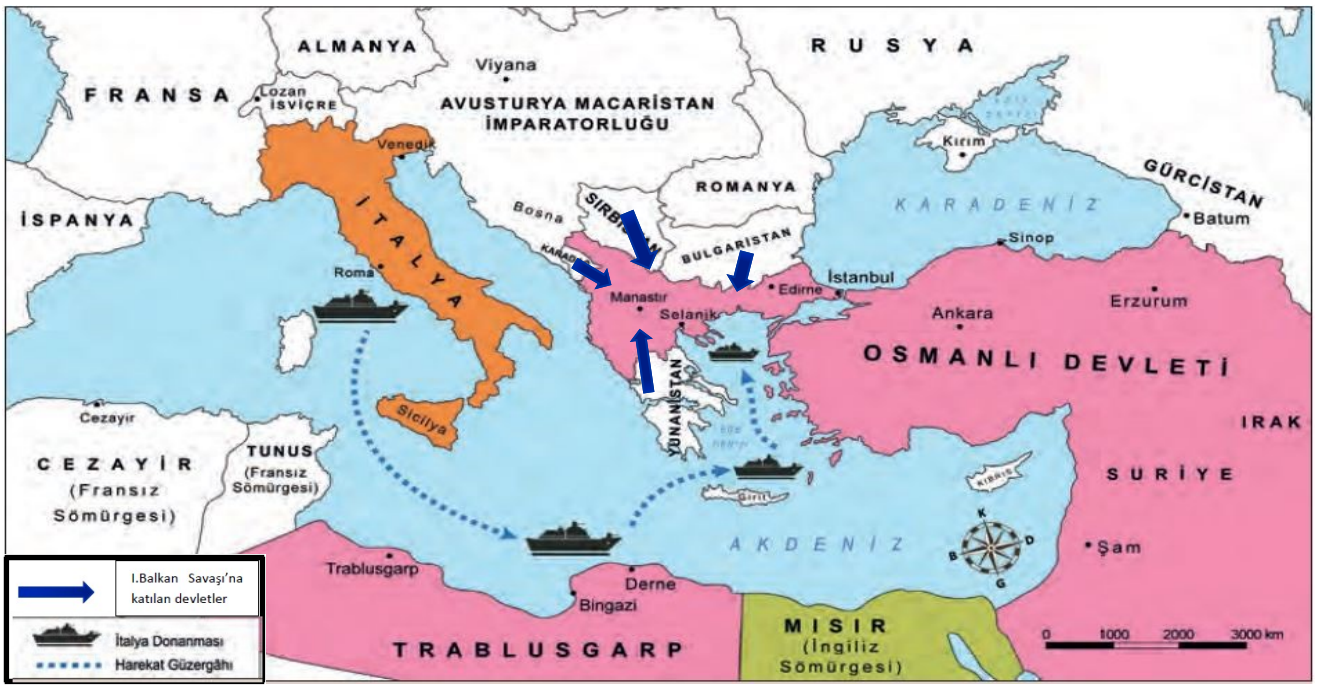 ALMANYA
RUSYA
Viyana
FRANSA
Lozan
İSVİÇRE
AVUSTURYA MACARİSTAN
İMPARATORLUĞU
Venedik
Kırım
GÜRCİSTAN
ROMANYA
İSPANYA
Bosna
SIRBİSTAN
KARADENİZ
Batum
İTALYA
BULGARİSTAN
Sinop
Roma
Manastır
Edirne
İstanbul
Erzurum
Selanik
Ankara
OSMANLI DEVLETİ
Cezayir
Sicilya
YUNANİSTAN
IRAK
TUNUS
(Fransız
Sömürgesi)
CEZAYİR
(Fransız
Sömürgesi)
Girit
KIBRIS
SURİYE
K
B
D
G
AKDENİZ
Şam
Trablusgarp
Derne
Bingazi
TRABLUSGARP
MISIR
(İngiliz
Sömürgesi)
0 1000 2000 3000 km
I.Balkan Savaşı’na
katılan devletler
İtalya Donanması
Harekat Güzergâhı